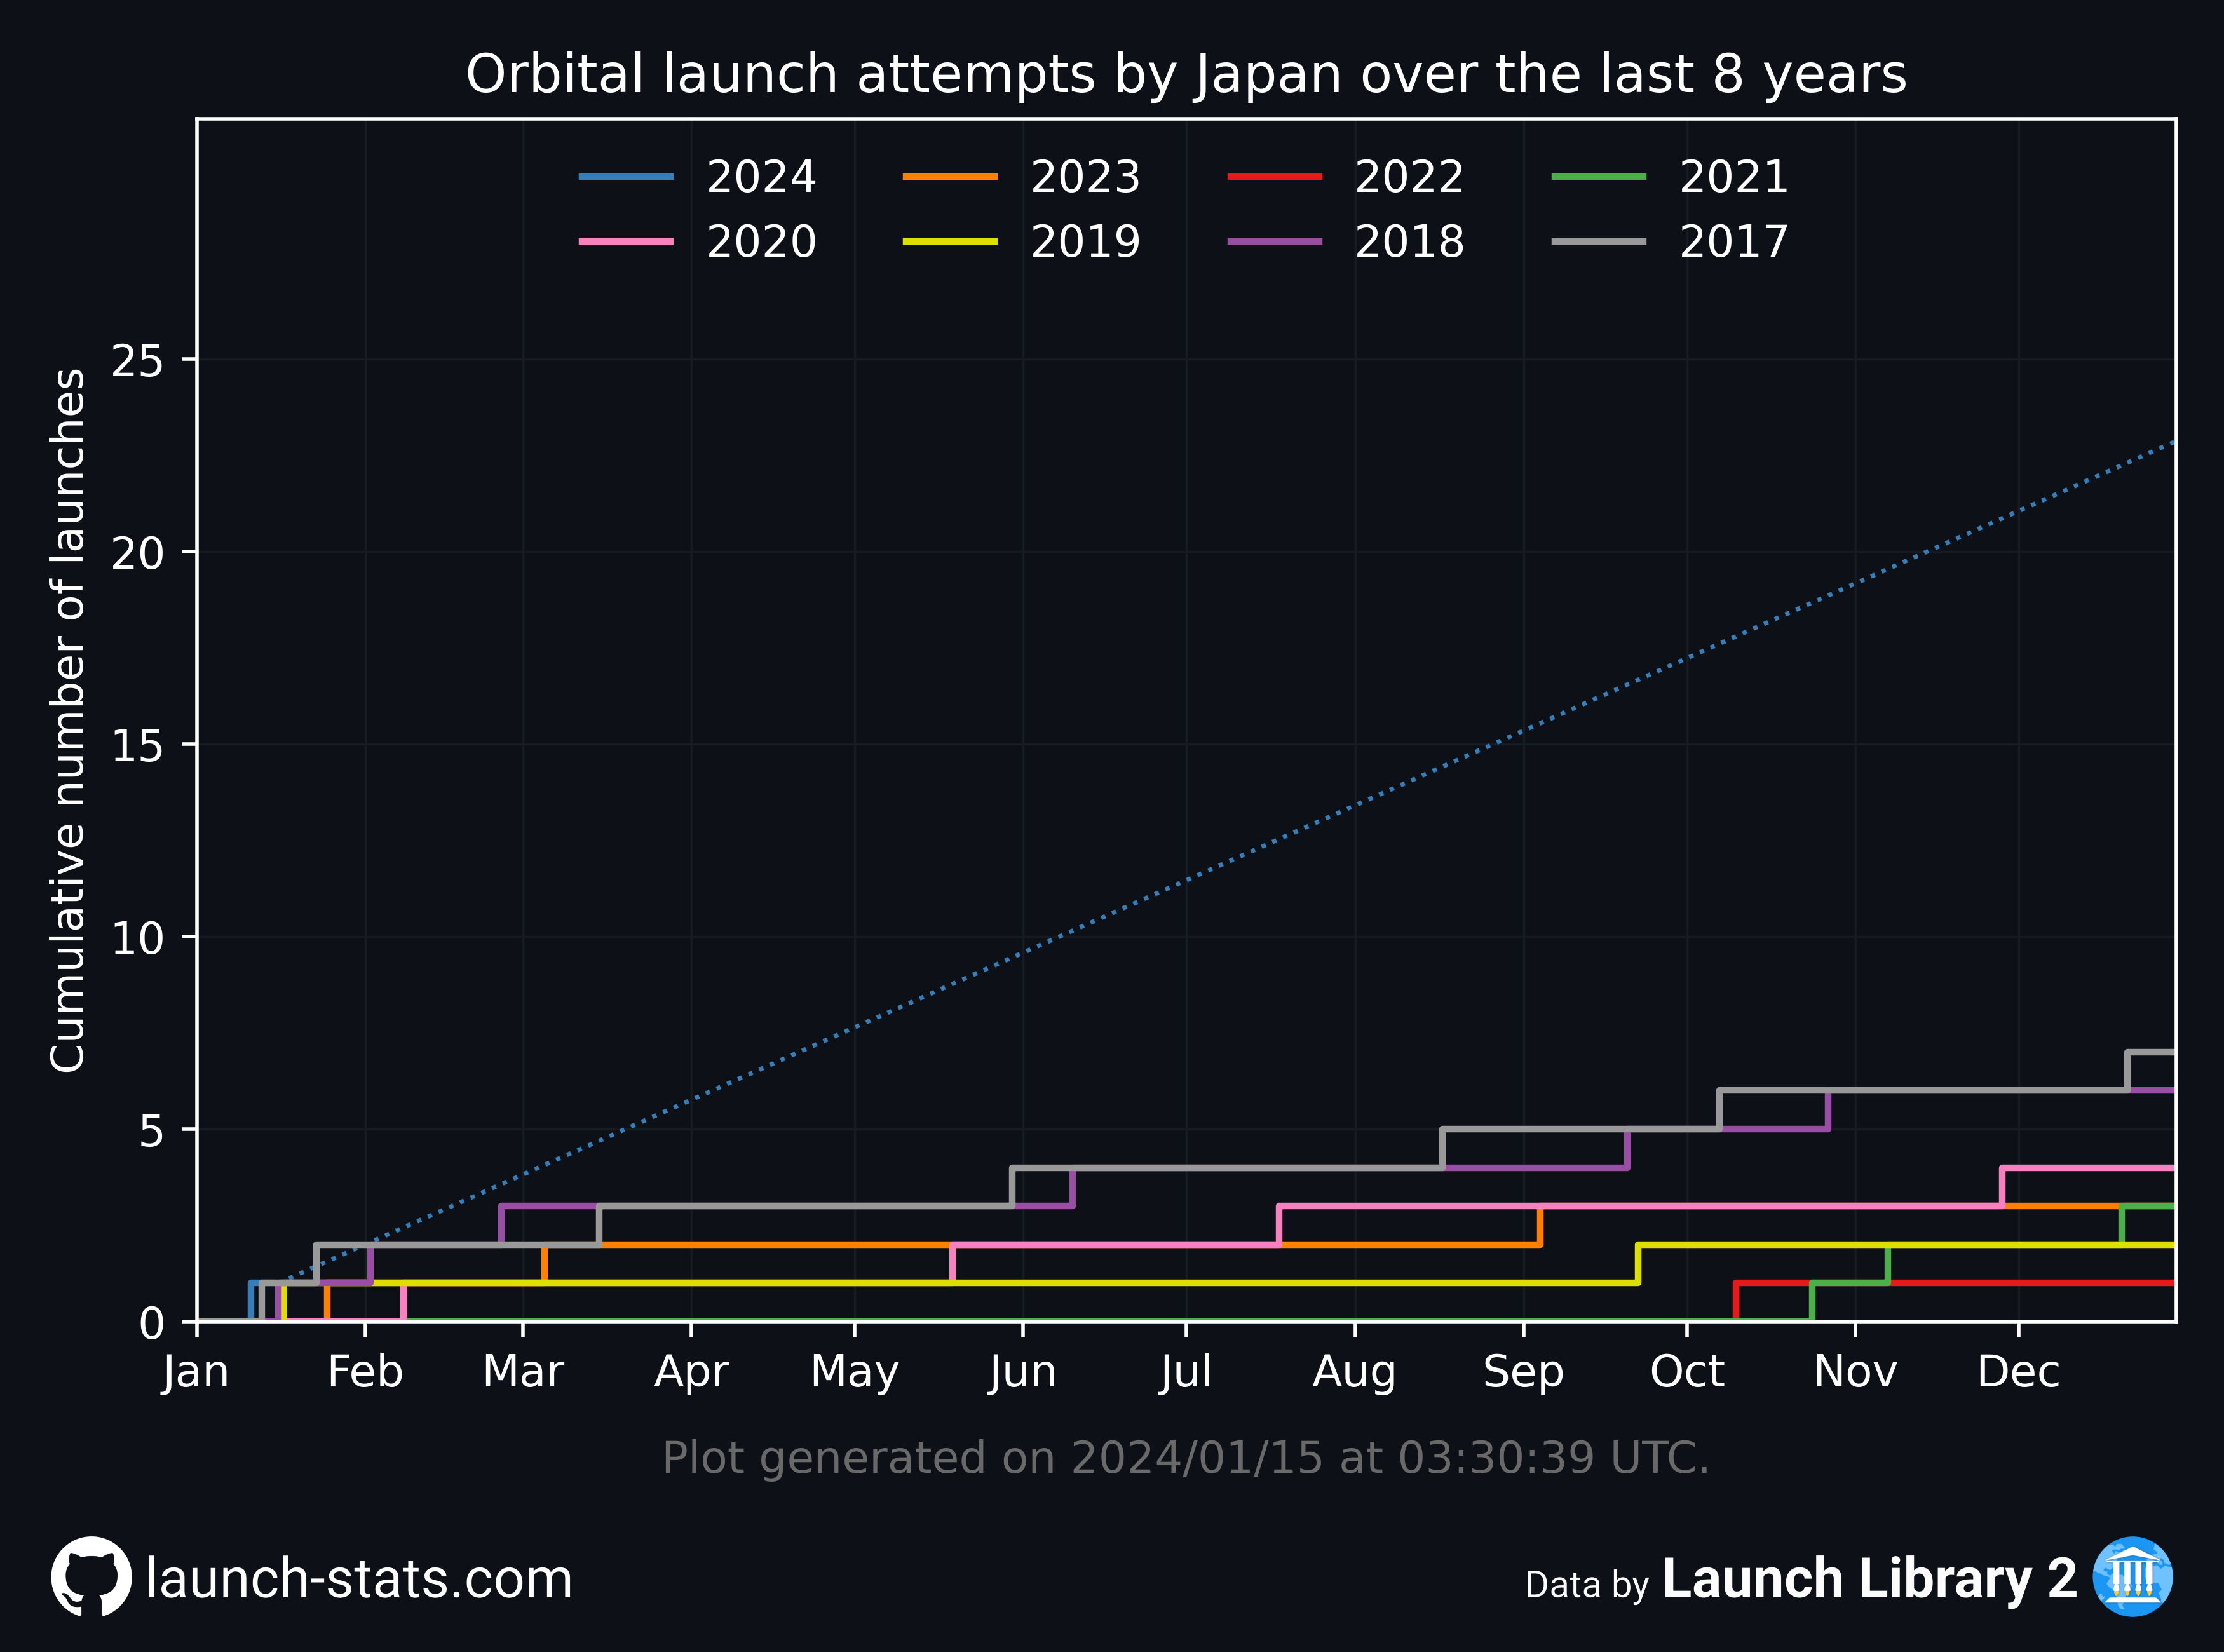 Orbital launch attempts by Japan over the last 8 years
2024 2023 2022 2021
2020 2019 2018 2017
Cumulative number of launches
25
20
15
10
5
0
Jan Feb Mar Apr May Jun Jul Aug Sep Oct Nov Dec
Plot generated on 2024/01/15 at 03:30:39 UTC.
launch-stats.com
Data by Launch Library 2